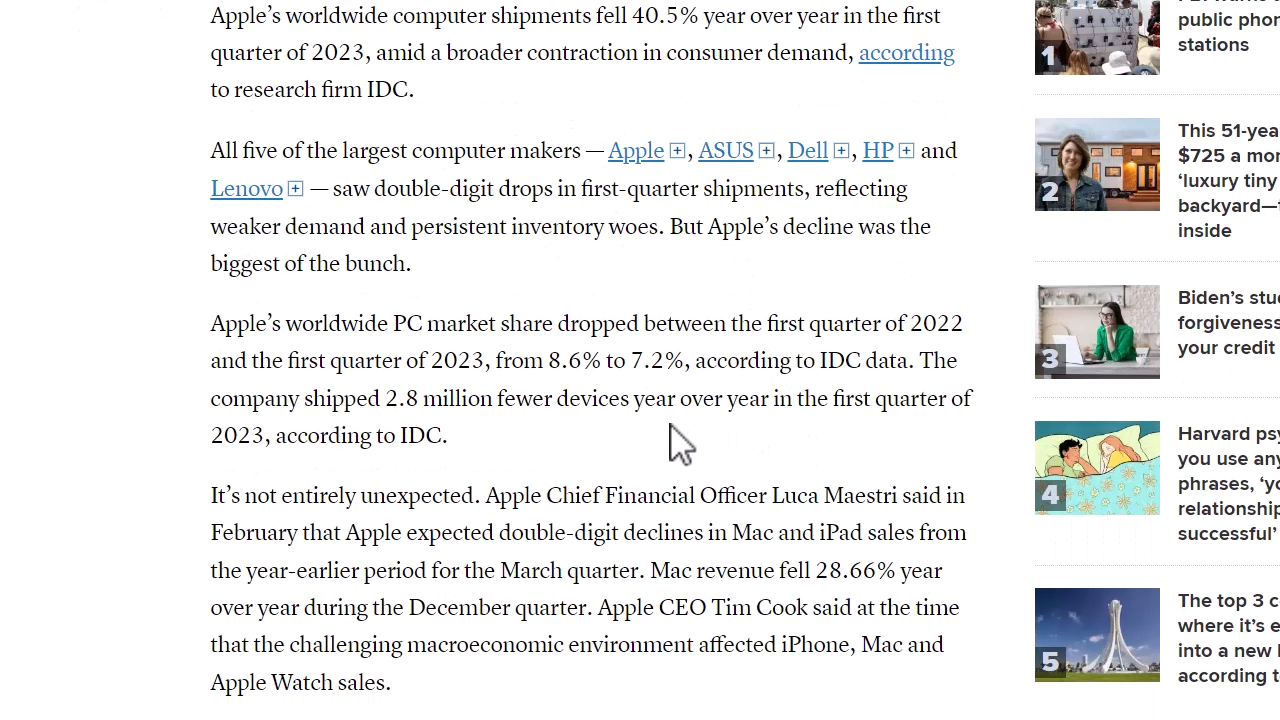 Apple’s worldwide computer shipments fell 40.5% year over year in the first
quarter of 2023, amid a broader contraction in consumer demand, according
to research firm IDC.
All five of the largest computer makers — Apple, ASUS, Dell, HP and
Lenovo — saw double-digit drops in first-quarter shipments, reflecting
weaker demand and persistent inventory woes. But Apple’s decline was the
biggest of the bunch.
Apple’s worldwide PC market share dropped between the first quarter of 2022
and the first quarter of 2023, from 8.6% to 7.2%, according to IDC data. The
company shipped 2.8 million fewer devices year over year in the first quarter of
2023, according to IDC.
It’s not entirely unexpected. Apple Chief Financial Officer Luca Maestri said in
February that Apple expected double-digit declines in Mac and iPad sales from
the year-earlier period for the March quarter. Mac revenue fell 28.66% year
over year during the December quarter. Apple CEO Tim Cook said at the time
that the challenging macroeconomic environment affected iPhone, Mac and
Apple Watch sales.
1
public
stations
2
This
$725 a
‘luxury tiny
backyard—
inside
3
Biden’s
forgiveness
your credit
4
Harvard
you use
phrases,
successful’
5
The top 3
where it’s
into a new
according